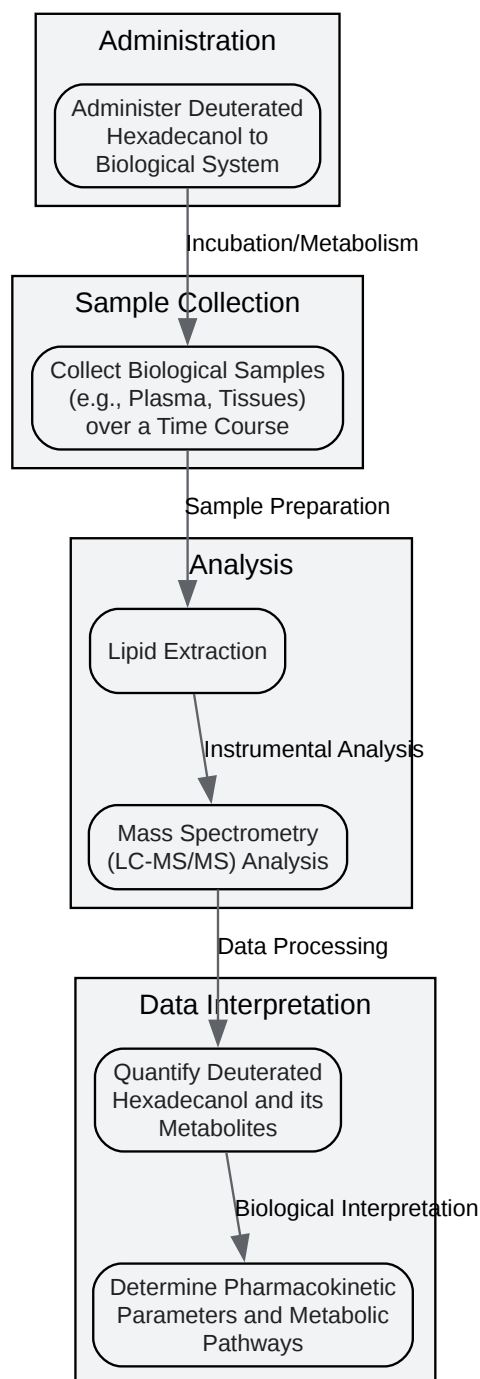 Administration
Administer Deuterated
Hexadecanol to
Biological System
Incubation/Metabolism
Sample Collection
Collect Biological Samples
(e.g., Plasma, Tissues)
over a Time Course
Sample Preparation
Analysis
Lipid Extraction
Instrumental Analysis
Mass Spectrometry
(LC-MS/MS) Analysis
Data Processing
Data Interpretation
Quantify Deuterated
Hexadecanol and its
Metabolites
Biological Interpretation
Determine Pharmacokinetic
Parameters and Metabolic
Pathways